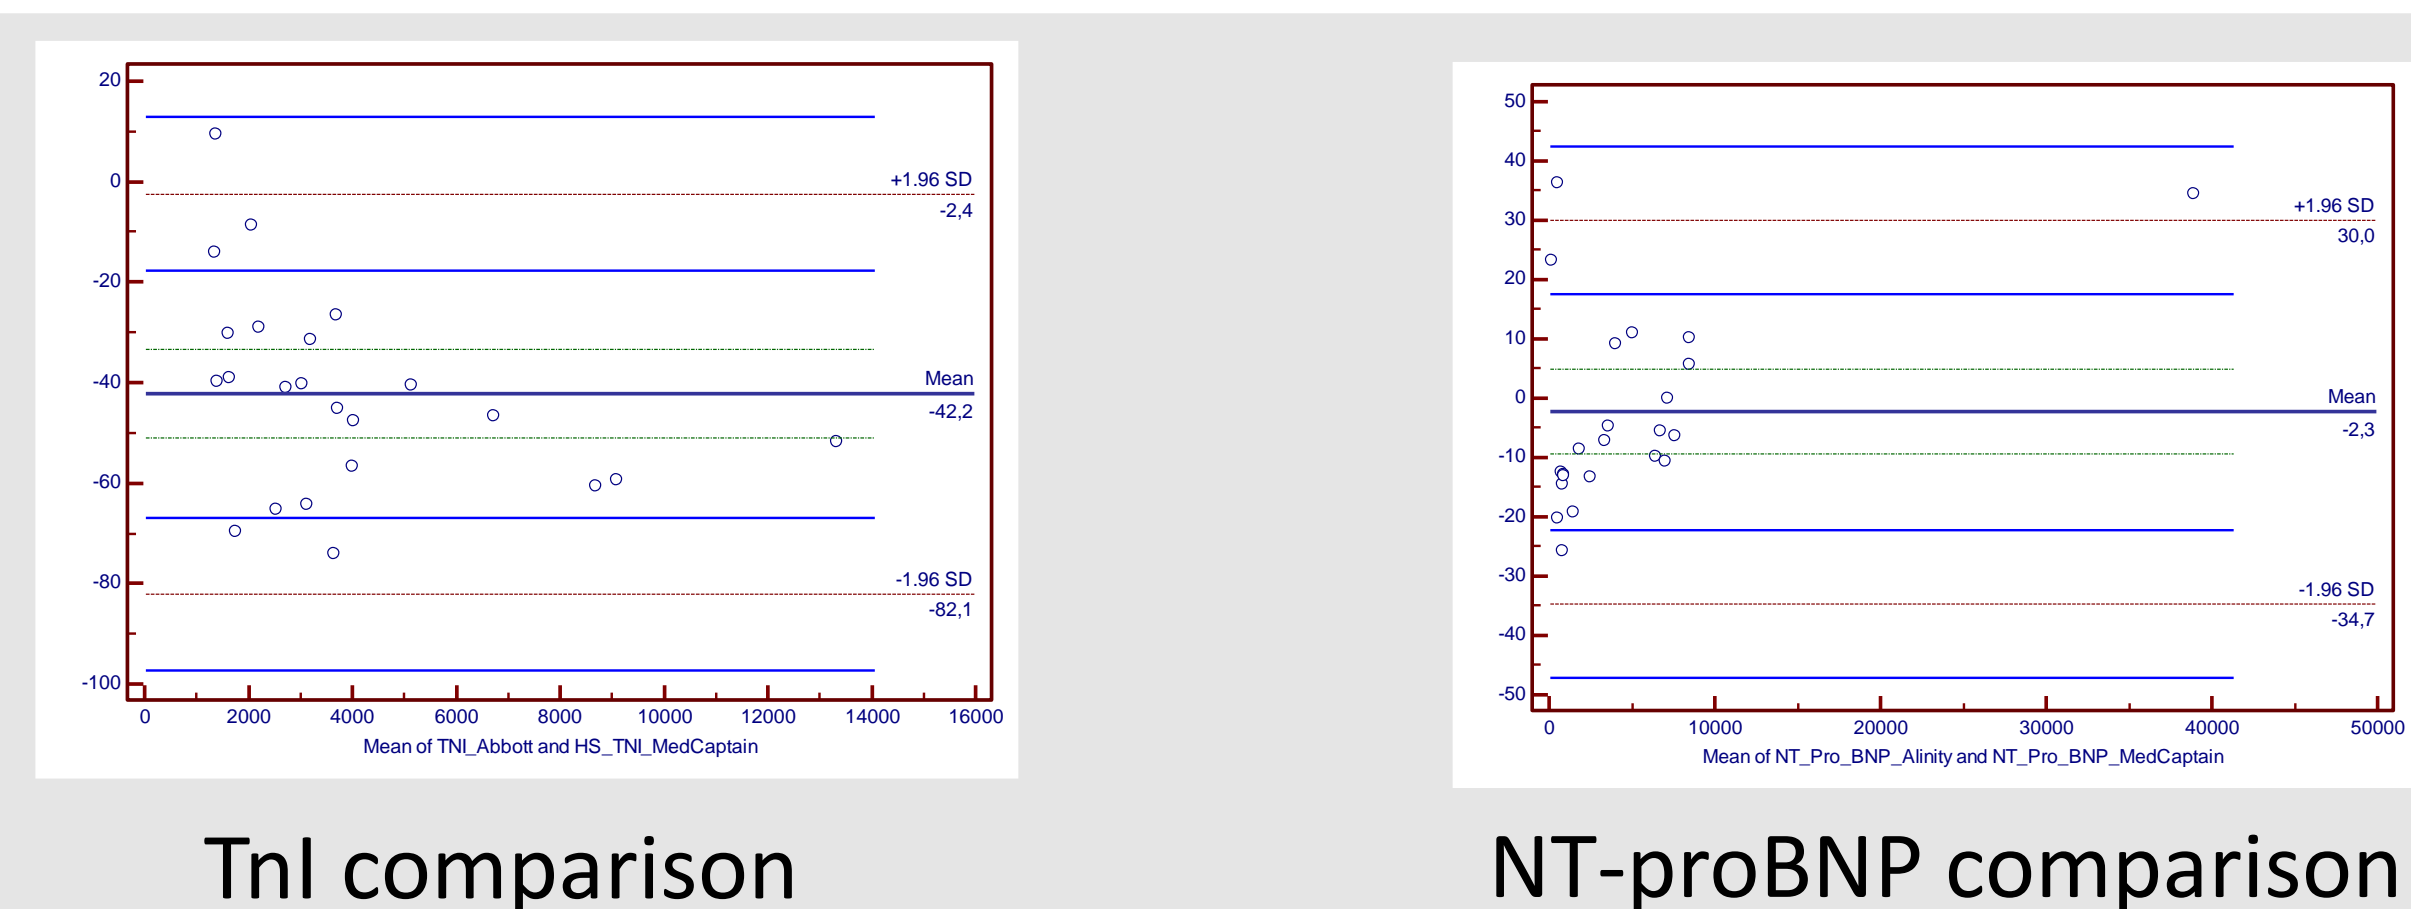 20
0
-20
-40
-60
-80
-100
+1.96 SD
-2,4
Mean
-42,2
-1.96 SD
-82,1
0 2000 4000 6000 8000 10000 12000 14000 16000
Mean of TNI_Abbott and HS_TNI_MedCaptain
TnI comparison
50
40
30
20
10
0
-10
-20
-30
-40
-50
+1.96 SD
30,0
Mean
-2,3
-1.96 SD
-34,7
0 10000 20000 30000 40000 50000
Mean of NT_Pro_BNP_Alinity and NT_Pro_BNP_MedCaptain
NT-proBNP comparison